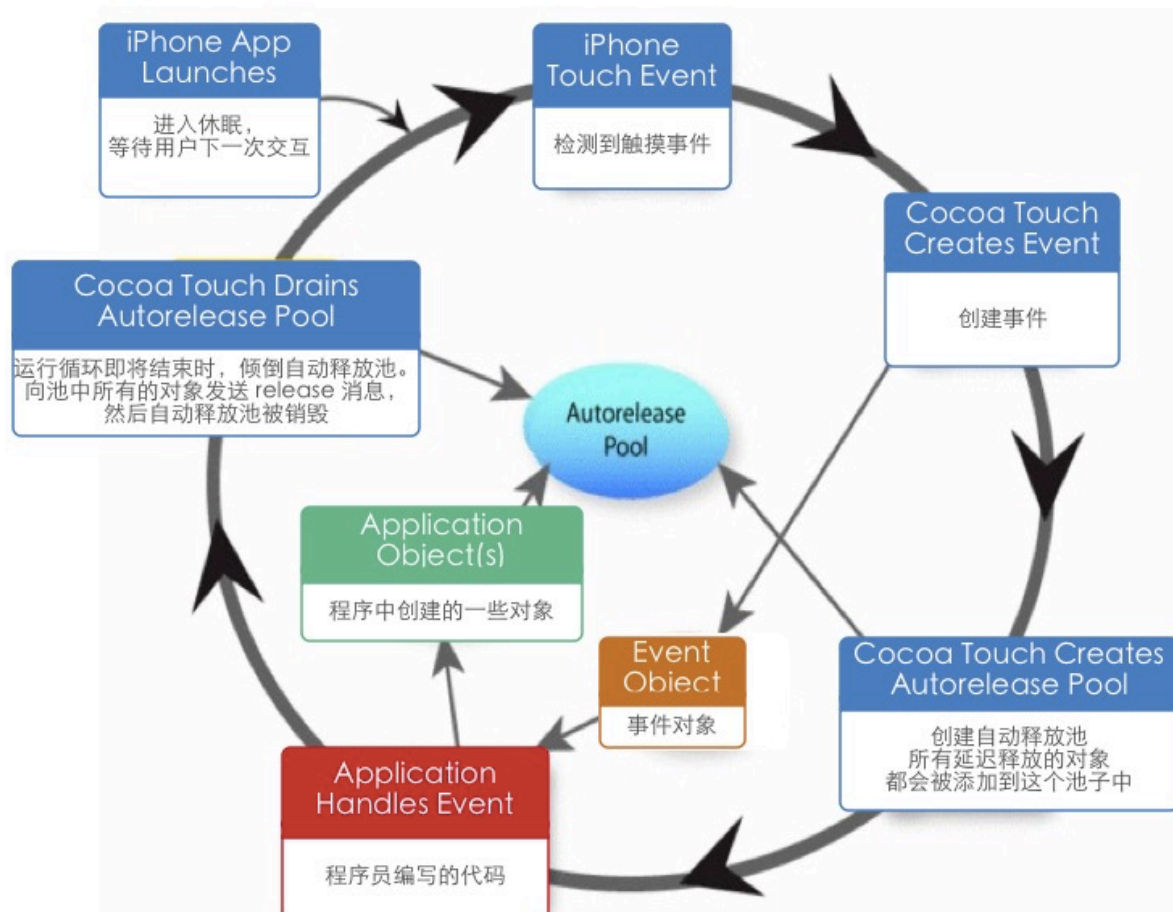 iPhone App
Launches
进入休眠，
等待用户下一次交互
iPhone
Touch Event
检测到触摸事件
Cocoa Touch
Creates Event
创建事件
Cocoa Touch Drains
Autorelease Pool
运行循环即将结束时，倾倒自动释放池。
向池中所有的对象发送 release 消息，
然后自动释放池被销毁
Autorelease
Pool
Application
Object(s)
程序中创建的一些对象
Event
Object
事件对象
Cocoa Touch Creates
Autorelease Pool
创建自动释放池
所有延迟释放的对象
都会被添加到这个池子中
Application
Handles Event
程序员编写的代码